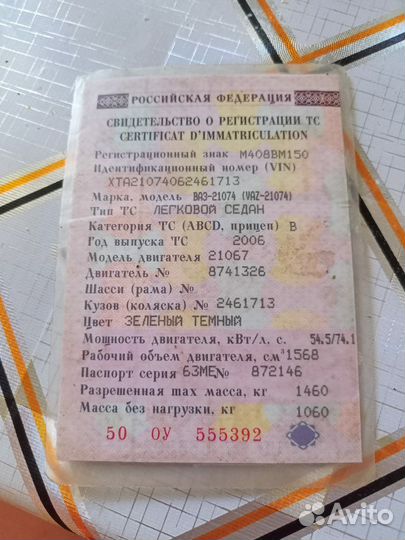 РОССИЙСКАЯ ФЕДЕРАЦИЯ
СВИДЕТЕЛЬСТВО О РЕГИСТРАЦИИ ТС
CERTIFICAT D'IMMATRICULATION
Регистрационный знак М408ВМ150
Идентификационный номер (VIN)
XTA21074062461713
Марка, модель ВАЗ-21074 (VAZ-21074)
Тип ТС ЛЕГКОВОЙ СЕДАН
Категория ТС (ABCD, прицеп) B
Год выпуска ТС 2006
Модель двигателя 21067
Двигатель № 8741326
Шасси (рама) №
Кузов (коляска) № 2461713
Цвет ЗЕЛЕНЫЙ ТЕМНЫЙ
Мощность двигателя, кВт/л. с. 54.5/74.1
Рабочий объем двигателя, см³ 1568
Паспорт серия 63МЕ № 872146
Разрешенная max масса, кг 1460
Масса без нагрузки, кг 1060
50 ОУ 555392
Avito